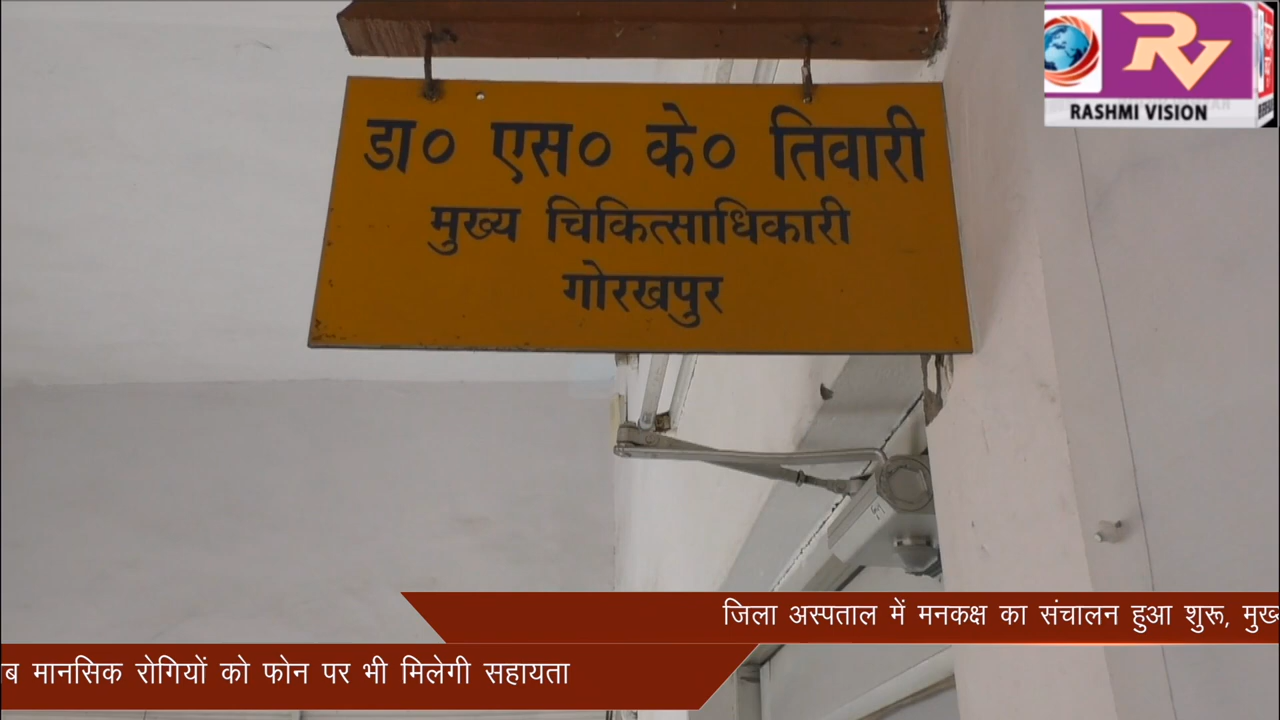 डा० एस० के० तिवारी
मुख्य चिकित्साधिकारी
गोरखपुर
RASHMI VISION
जिला अस्पताल में मनकक्ष का संचालन हुआ शुरू,
मानसिक रोगियों को फोन पर भी मिलेगी सहायता